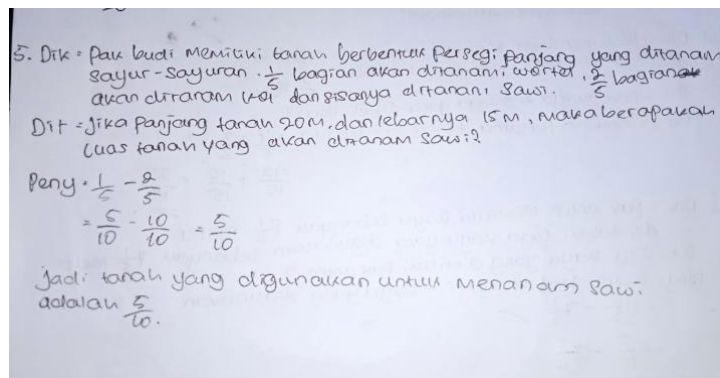 5. Dik = Pak budi memiliki tanah berbentuk persegi panjang yang ditanam
sayur-sayuran. 1/5 bagian akan ditanami wortel, 2/5 bagian
akan ditanam kol dan sisanya ditanami sawi.
Dit = Jika panjang tanah 20M, dan lebarnya 15M, maka berapakah
luas tanah yang akan ditanam sawi?
Peny. 1/5 - 2/5
= 5/10 - 10/10 = 5/10
Jadi tanah yang digunakan untuk menanam sawi
adalah 5/10.